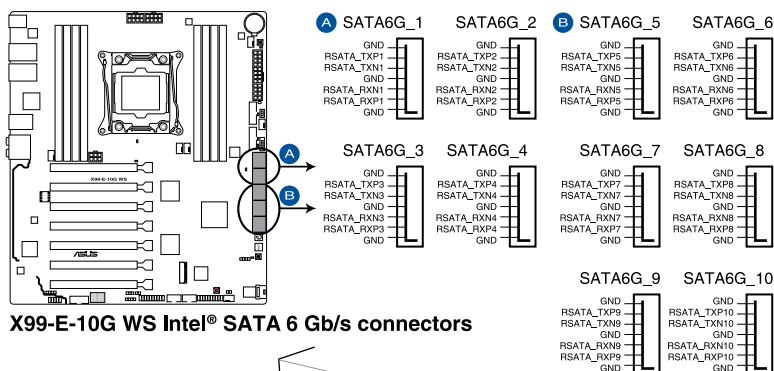 A SATA6G_1
GND
RSATA_TXP1
RSATA_TXN1
GND
RSATA_RXN1
RSATA_RXP1
GND
SATA6G_2
GND
RSATA_TXP2
RSATA_TXN2
GND
RSATA_RXN2
RSATA_RXP2
GND
B SATA6G_5
GND
RSATA_TXP5
RSATA_TXN5
GND
RSATA_RXN5
RSATA_RXP5
GND
SATA6G_6
GND
RSATA_TXP6
RSATA_TXN6
GND
RSATA_RXN6
RSATA_RXP6
GND
SATA6G_3
GND
RSATA_TXP3
RSATA_TXN3
GND
RSATA_RXN3
RSATA_RXP3
GND
SATA6G_4
GND
RSATA_TXP4
RSATA_TXN4
GND
RSATA_RXN4
RSATA_RXP4
GND
SATA6G_7
GND
RSATA_TXP7
RSATA_TXN7
GND
RSATA_RXN7
RSATA_RXP7
GND
SATA6G_8
GND
RSATA_TXP8
RSATA_TXN8
GND
RSATA_RXN8
RSATA_RXP8
GND
SATA6G_9
GND
RSATA_TXP9
RSATA_TXN9
GND
RSATA_RXN9
RSATA_RXP9
GND
SATA6G_10
GND
RSATA_TXP10
RSATA_TXN10
GND
RSATA_RXN10
RSATA_RXP10
GND
A
B
X99-E-10G WS
ASUS
X99-E-10G WS Intel® SATA 6 Gb/s connectors